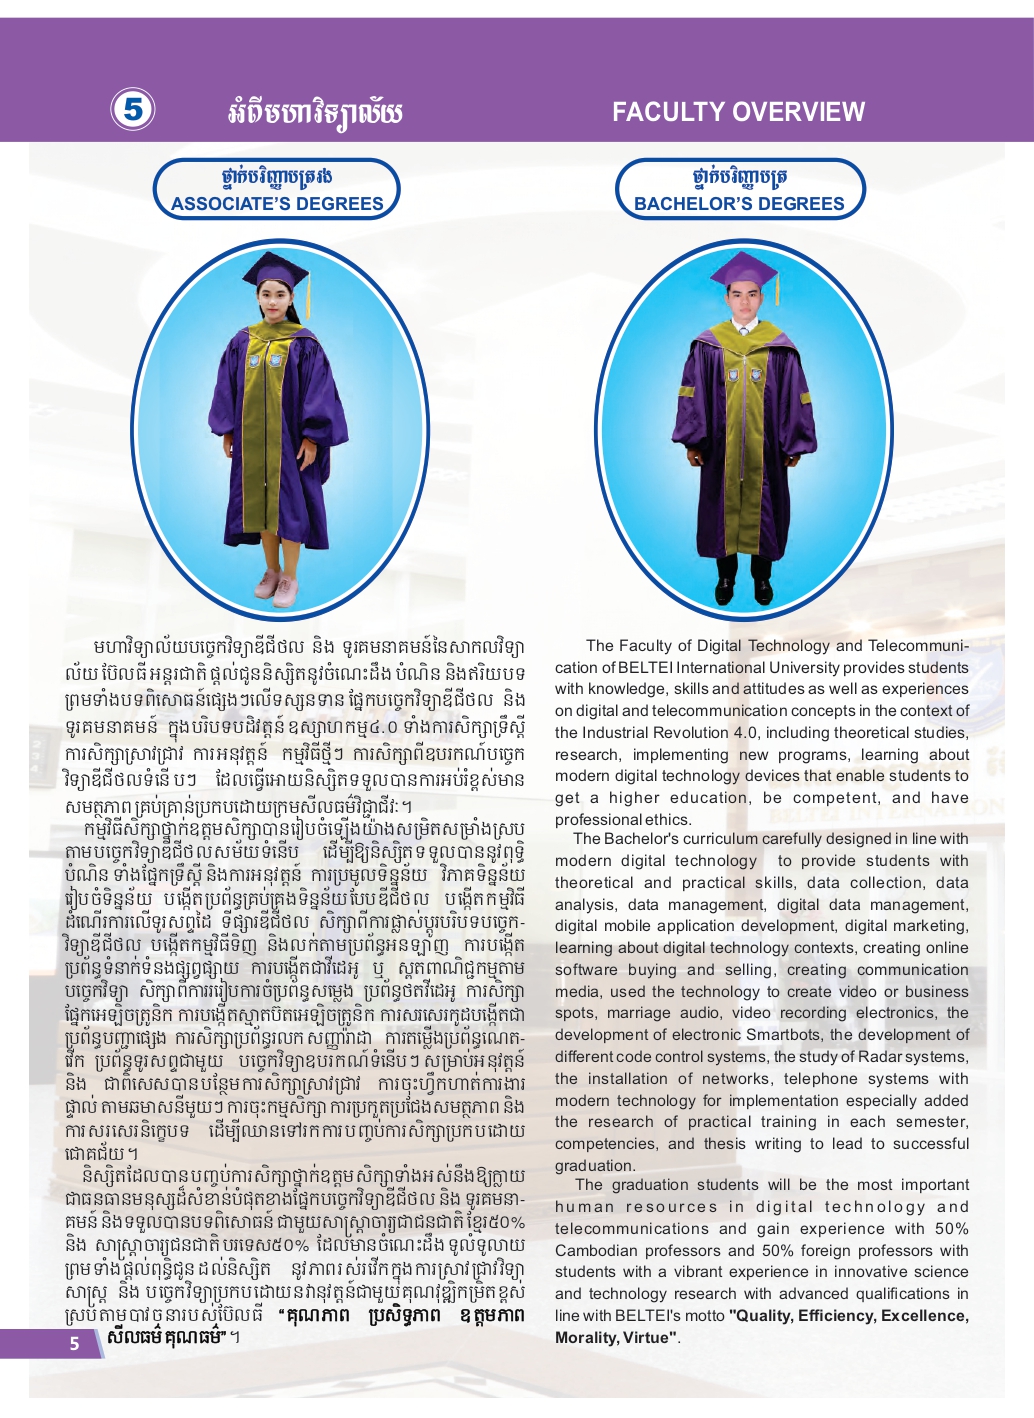 5
អំពីមហាវិទ្យាល័យ
FACULTY OVERVIEW
ថ្នាក់បរិញ្ញាបត្ររង
ASSOCIATE'S DEGREES
ថ្នាក់បរិញ្ញាបត្រ
BACHELOR'S DEGREES
មហាវិទ្យាល័យបច្ចេកវិទ្យាឌីជីថល និង ទូរគមនាគមន៍នៃសាកលវិទ្យា
ល័យ ប៊ែលធី អន្តរជាតិ ផ្តល់ជូននិស្សិតនូវចំណេះដឹង បំណិន និងឥរិយបទ
ព្រមទាំងបទពិសោធន៍ផ្សេងៗលើទស្សនទាន ផ្នែកបច្ចេកវិទ្យាឌីជីថល និង
ទូរគមនាគមន៍ ក្នុងបរិបទបដិវត្តន៍ឧស្សាហកម្ម៤.០ ទាំងការសិក្សាទ្រឹស្តី
ការសិក្សាស្រាវជ្រាវ ការអនុវត្តន៍ កម្មវិធីថ្មីៗ ការសិក្សាពីឧបរកណ៍បច្ចេក
វិទ្យាឌីជីថលទំនើបៗ ដែលធ្វើអោយនិស្សិតទទួលបានការអប់រំខ្ពស់មាន
សមត្ថភាព គ្រប់គ្រាន់ប្រកបដោយក្រមសីលធម៌វិជ្ជាជីវៈ។
កម្មវិធីសិក្សាថ្នាក់ឧត្តមសិក្សាបានរៀបចំឡើងយ៉ាងសម្រិតសម្រាំងស្រប
តាមបច្ចេកវិទ្យាឌីជីថលសម័យទំនើប ដើម្បីឱ្យនិស្សិតទទួលបាននូវពុទ្ធិ
បំណិន ទាំងផ្នែកទ្រឹស្តី និងការអនុវត្តន៍ ការប្រមូលទិន្នន័យ វិភាគទិន្នន័យ
រៀបចំទិន្នន័យ បង្កើតប្រព័ន្ធគ្រប់គ្រងទិន្នន័យបែបឌីជីថល បង្កើតកម្មវិធី
ដំណើរការលើទូរសព្ទដៃ ទីផ្សារឌីជីថល សិក្សាពីការផ្លាស់ប្តូរបរិបទបច្ចេក-
វិទ្យាឌីជីថល បង្កើតកម្មវិធីទិញ និងលក់តាមប្រព័ន្ធអនឡាញ ការបង្កើត
ប្រព័ន្ធទំនាក់ទំនងផ្សព្វផ្សាយ ការបង្កើតជាវីដេអូ ឬ ស្ពតពាណិជ្ជកម្មតាម
បច្ចេកវិទ្យា សិក្សាពីការរៀបការចំប្រព័ន្ធសម្លេង ប្រព័ន្ធថតវីដេអូ ការសិក្សា
ផ្នែកអេឡិចត្រូនិក ការបង្កើតស្មាតប៊តអេឡិចត្រូនិក ការសរសេរកូដបង្កើតជា
ប្រព័ន្ធបញ្ជាផ្សេង ការសិក្សាប្រព័ន្ធរលកសញ្ញារ៉ាដា ការតម្លើងប្រព័ន្ធណេត-
វើក ប្រព័ន្ធទូរសព្ទជាមួយ បច្ចេកវិទ្យាឧបរកណ៍ទំនើបៗ សម្រាប់អនុវត្តន៍
និង ជាពិសេសបានបន្ថែមការសិក្សាស្រាវជ្រាវ ការចុះហ្វឹកហាត់ការងារ
ផ្ទាល់ តាមឆមាសនីមួយៗ ការចុះកម្មសិក្សា ការប្រកួតប្រជែងសមត្ថភាព និង
ការសរសេរនិក្ខេបទ ដើម្បីឈានទៅរកការបញ្ចប់ការសិក្សាប្រកបដោយ
ជោគជ័យ។
និស្សិតដែលបានបញ្ចប់ការសិក្សាថ្នាក់ឧត្តមសិក្សាទាំងអស់នឹងឱ្យក្លាយ
ជាធនធានមនុស្សដ៏សំខាន់បំផុតខាងផ្នែកបច្ចេកវិទ្យាឌីជីថល និង ទូរគមនា-
គមន៍ និងទទួលបានបទពិសោធន៍ ជាមួយសាស្ត្រាចារ្យជាជនជាតិខ្មែរ៥០%
និង សាស្ត្រាចារ្យជនជាតិបរទេស៥០% ដែលមានចំណេះដឹង ទូលំទូលាយ
ព្រមទាំងផ្តល់ពុន្ធិជូនដល់និស្សិត នូវភាពរស់រវើកក្នុងការស្រាវជ្រាវវិទ្យា
សាស្ត្រ និង បច្ចេកវិទ្យាប្រកបដោយនវានុវត្តន៍ជាមួយគុណវុឌ្ឍិកម្រិតខ្ពស់
ស្របតាមបាវចនារបស់ប៊ែលធី “គុណភាព ប្រសិទ្ធភាព ឧត្តមភាព
សីលធម៌ គុណធម៌”។
The Faculty of Digital Technology and Telecommuni-
cation of BELTEI International University provides students
with knowledge, skills and attitudes as well as experiences
on digital and telecommunication concepts in the context of
the Industrial Revolution 4.0, including theoretical studies,
research, implementing new programs, learning about
modern digital technology devices that enable students to
get a higher education, be competent, and have
professional ethics.
The Bachelor's curriculum carefully designed in line with
modern digital technology to provide students with
theoretical and practical skills, data collection, data
analysis, data management, digital data management,
digital mobile application development, digital marketing,
learning about digital technology contexts, creating online
software buying and selling, creating communication
media, used the technology to create video or business
spots, marriage audio, video recording electronics, the
development of electronic Smartbots, the development of
different code control systems, the study of Radar systems,
the installation of networks, telephone systems with
modern technology for implementation especially added
the research of practical training in each semester,
competencies, and thesis writing to lead to successful
graduation.
The graduation students will be the most important
human resources in digital technology and
telecommunications and gain experience with 50%
Cambodian professors and 50% foreign professors with
students with a vibrant experience in innovative science
and technology research with advanced qualifications in
line with BELTEI's motto "Quality, Efficiency, Excellence,
Morality, Virtue".
5